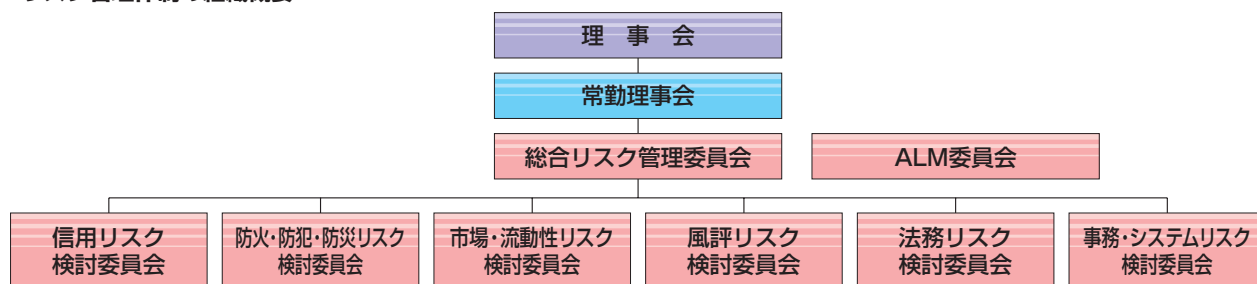 理 事 会
常勤理事会
総合リスク管理委員会
ALM委員会
信用リスク
検討委員会
防火・防犯・防災リスク
検討委員会
市場・流動性リスク
検討委員会
風評リスク
検討委員会
法務リスク
検討委員会
事務・システムリスク
検討委員会